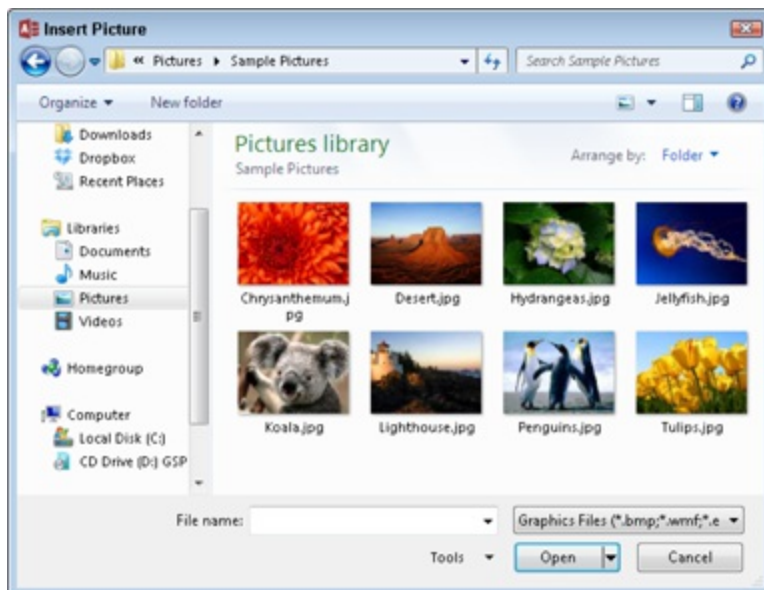 Insert Picture
« Pictures Sample Pictures
Search Sample Pictures
Organize New folder
Downloads
Dropbox
Recent Places
Libraries
Documents
Music
Pictures
Videos
Homegroup
Computer
Local Disk (C:)
CD Drive (D:) GSP
Pictures library
Sample Pictures
Arrange by: Folder
Chrysanthemum.j
pg
Desert.jpg
Hydrangeas.jpg
Jellyfish.jpg
Koala.jpg
Lighthouse.jpg
Penguins.jpg
Tulips.jpg
File name:
Graphics Files (*.bmp;*.wmf;*.e
Tools
Open
Cancel